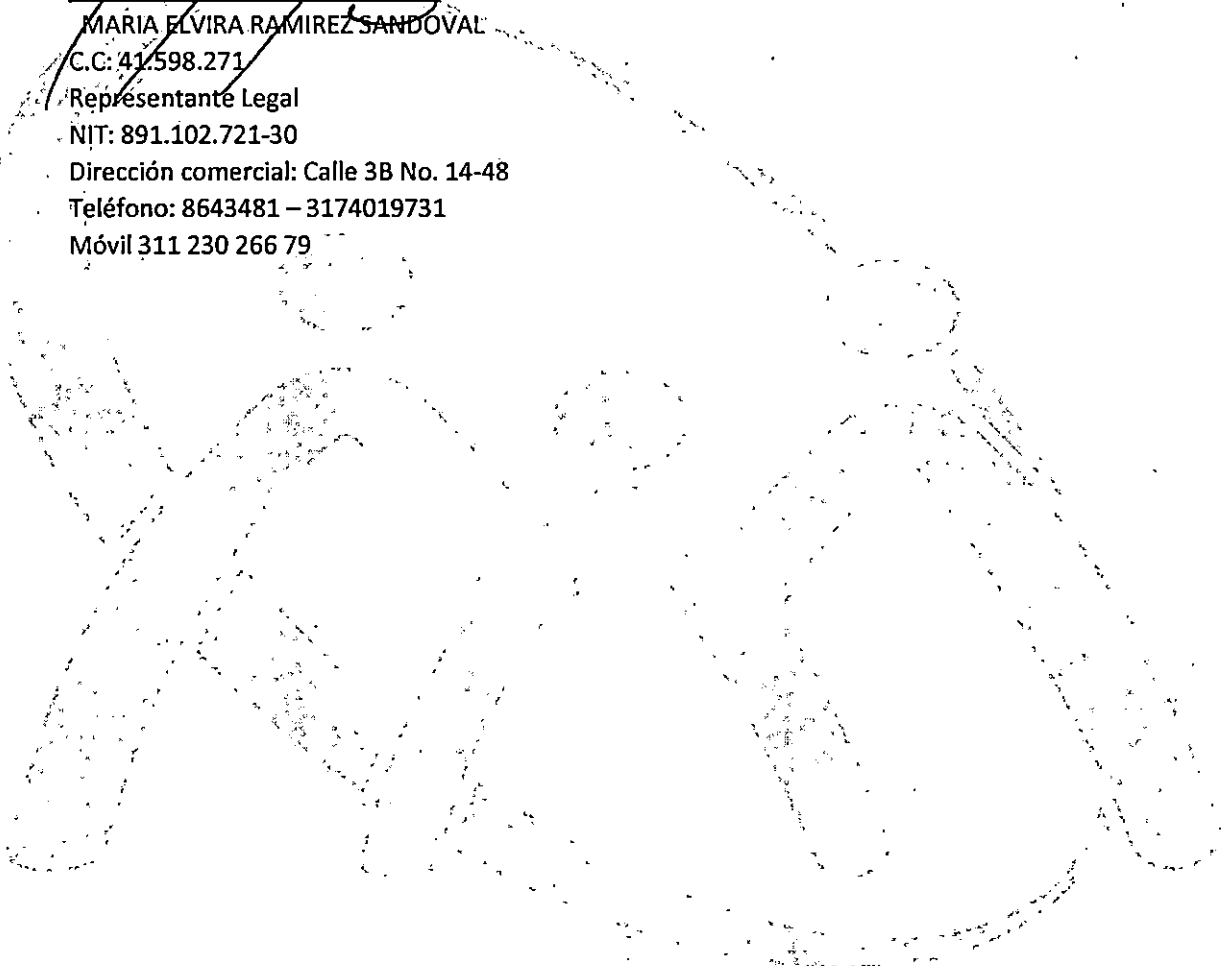 MARIA ELVIRA RAMIREZ SANDOVAL
C.C: 41.598.271
Representante Legal
NIT: 891.102.721-30
Dirección comercial: Calle 3B No. 14-48
Teléfono: 8643481 – 3174019731
Móvil 311 230 266 79